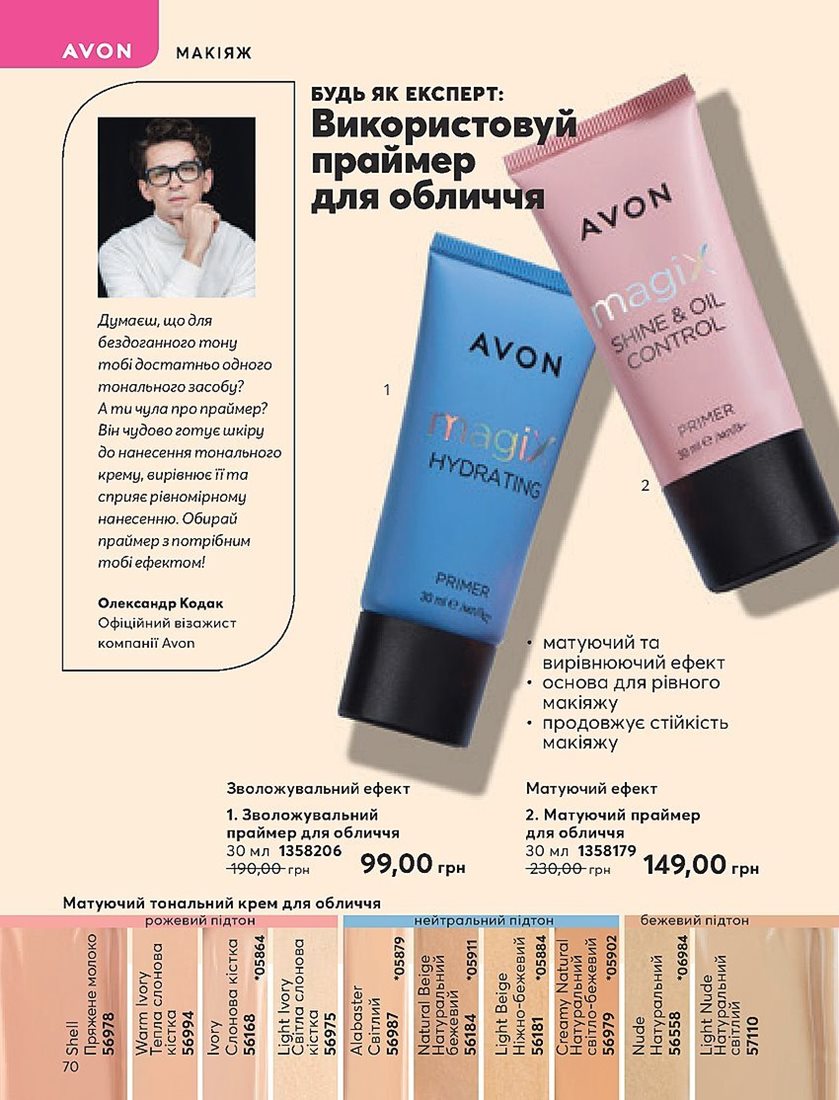 AVON
МАКІЯЖ
БУДЬ ЯК ЕКСПЕРТ:
Використовуй
праймер
для обличчя
Думаєш, що для
бездоганного тону
тобі достатньо одного
тонального засобу?
А ти чула про праймер?
Він чудово готує шкіру
до нанесення тонального
крему, вирівнює її та
сприяє рівномірному
нанесенню. Обирай
праймер з потрібним
тобі ефектом!
Олександр Кодак
Офіційний візажист
компанії Avon
1
AVON
magiX
HYDRATING
PRIMER
30 ml e
2
AVON
magiX
SHINE & OIL
CONTROL
PRIMER
30 ml e
• матуючий та
вирівнюючий ефект
• основа для рівного
макіяжу
• продовжує стійкість
макіяжу
Зволожувальний ефект
1. Зволожувальний
праймер для обличчя
30 мл 1358206
190,00 грн
99,00 грн
Матуючий ефект
2. Матуючий праймер
для обличчя
30 мл 1358179
230,00 грн
149,00 грн
Матуючий тональний крем для обличчя
рожевий підтон
нейтральний підтон
бежевий підтон
Shell
Пряжене молоко
56978
Warm Ivory
Тепла слонова
кістка
56994
Ivory
Слонова кістка
56168 *05864
Light Ivory
Світла слонова
кістка
56975
Alabaster
Світлий
56987 *05879
Natural Beige
Натуральний
бежевий
56184 *05911
Light Beige
Ніжно-бежевий
56181 *05884
Creamy Natural
Натуральний
світло-бежевий
56979 *05902
Nude
Натуральний
56558 *06984
Light Nude
Натуральний
світлий
57110
70